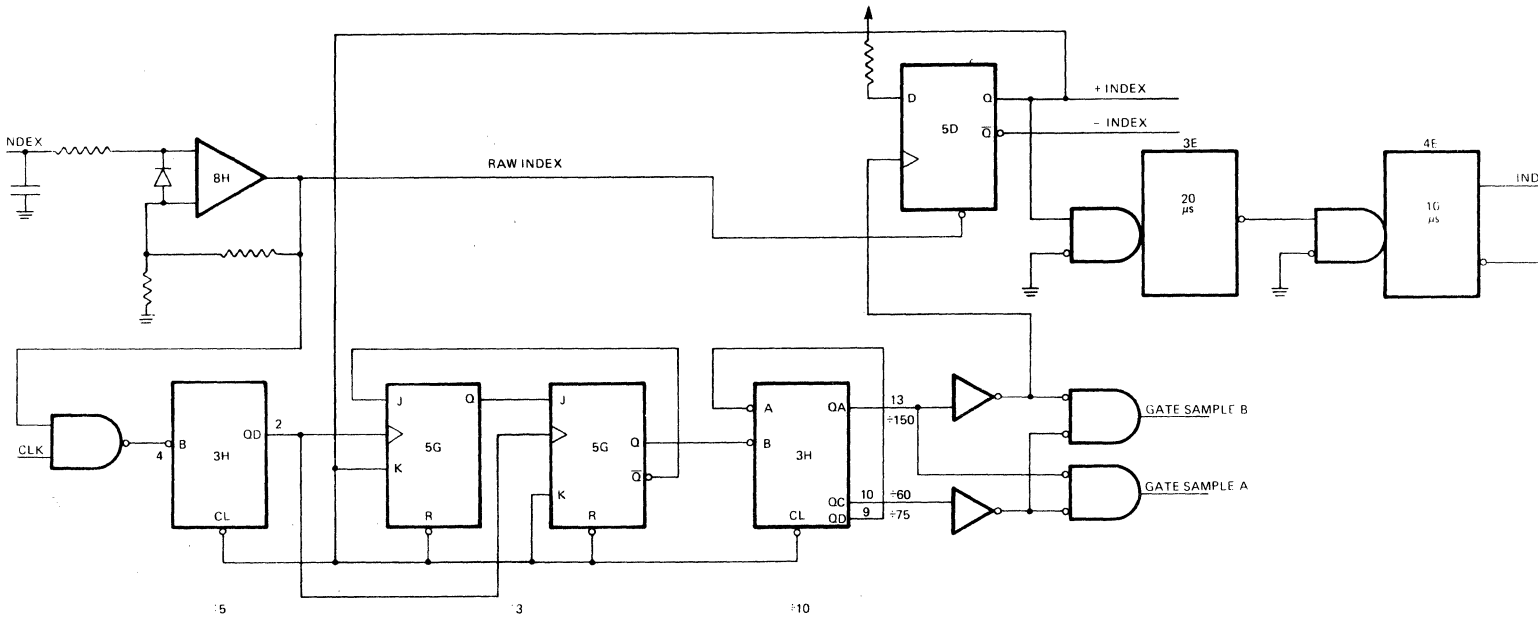 D
Q
+ INDEX
5D
Q
- INDEX
NDEX
3E
4E
8H
RAW INDEX
20
µs
10
µs
IND
J
Q
J
A
QA
13
÷150
GATE SAMPLE B
CLK
4
B
QD
2
3H
5G
K
5G
Q
Q
K
B
3H
QC
10
÷60
QD
9
÷75
GATE SAMPLE A
CL
R
R
CL
÷5
3
÷10